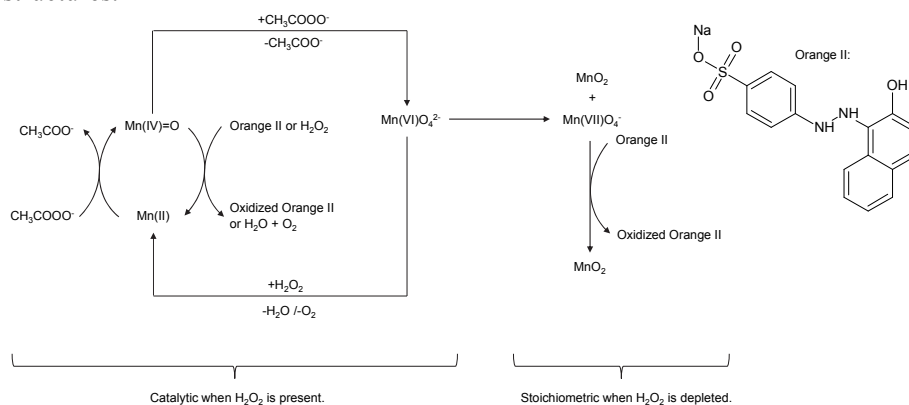 +CH₃COOO⁻
-CH₃COO⁻
Na
O
O
S
O
Orange II:
OH
NH
NH
MnO₂
+
Mn(VII)O₄⁻
CH₃COO⁻
Mn(IV)=O
Orange II or H₂O₂
Mn(VI)O₄²⁻
Orange II
CH₃COOO⁻
Mn(II)
Oxidized Orange II
or H₂O + O₂
Oxidized Orange II
MnO₂
+H₂O₂
-H₂O /-O₂
Catalytic when H₂O₂ is present.
Stoichiometric when H₂O₂ is depleted.